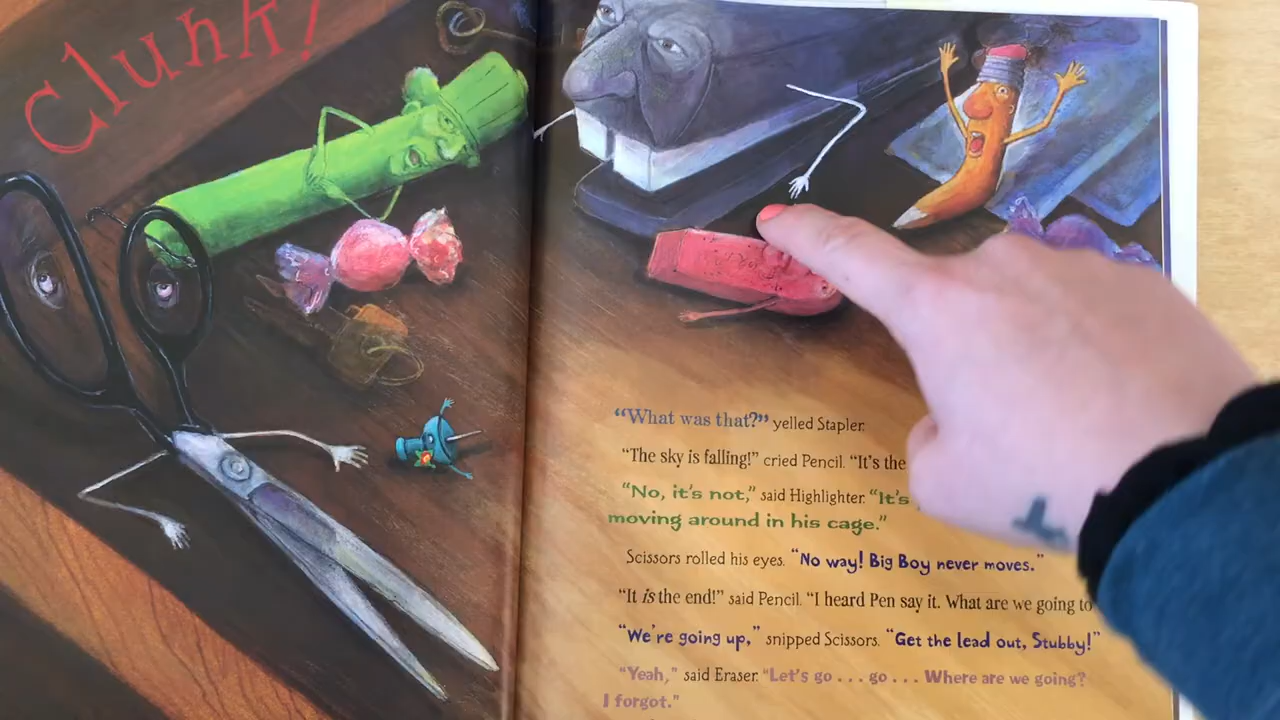 Clunk!
"What was that?" yelled Stapler.
"The sky is falling!" cried Pencil. "It's the
"No, it's not," said Highlighter. "It's
moving around in his cage."
Scissors rolled his eyes. "No way! Big Boy never moves."
"It is the end!" said Pencil. "I heard Pen say it. What are we going to
"We're going up," snipped Scissors. "Get the lead out, Stubby!"
"Yeah," said Eraser. "Let's go . . . go . . . Where are we going?
I forgot."